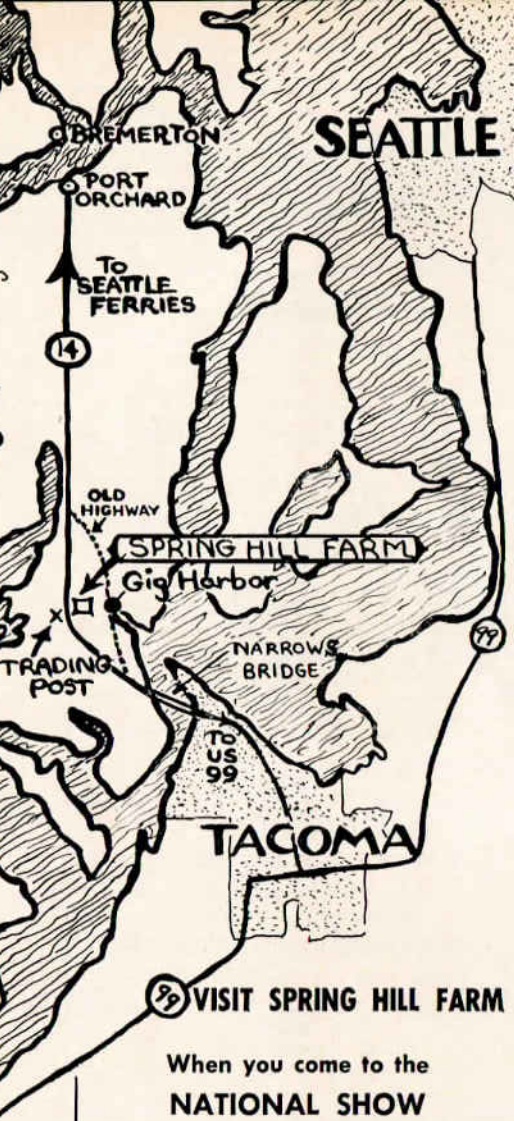 BREMERTON
SEATTLE
PORT
ORCHARD
TO
SEATTLE
FERRIES
14
OLD
HIGHWAY
SPRING HILL FARM
Gig Harbor
NARROWS
BRIDGE
99
TRADING
POST
TO
US
99
TACOMA
99 VISIT SPRING HILL FARM
When you come to the
NATIONAL SHOW